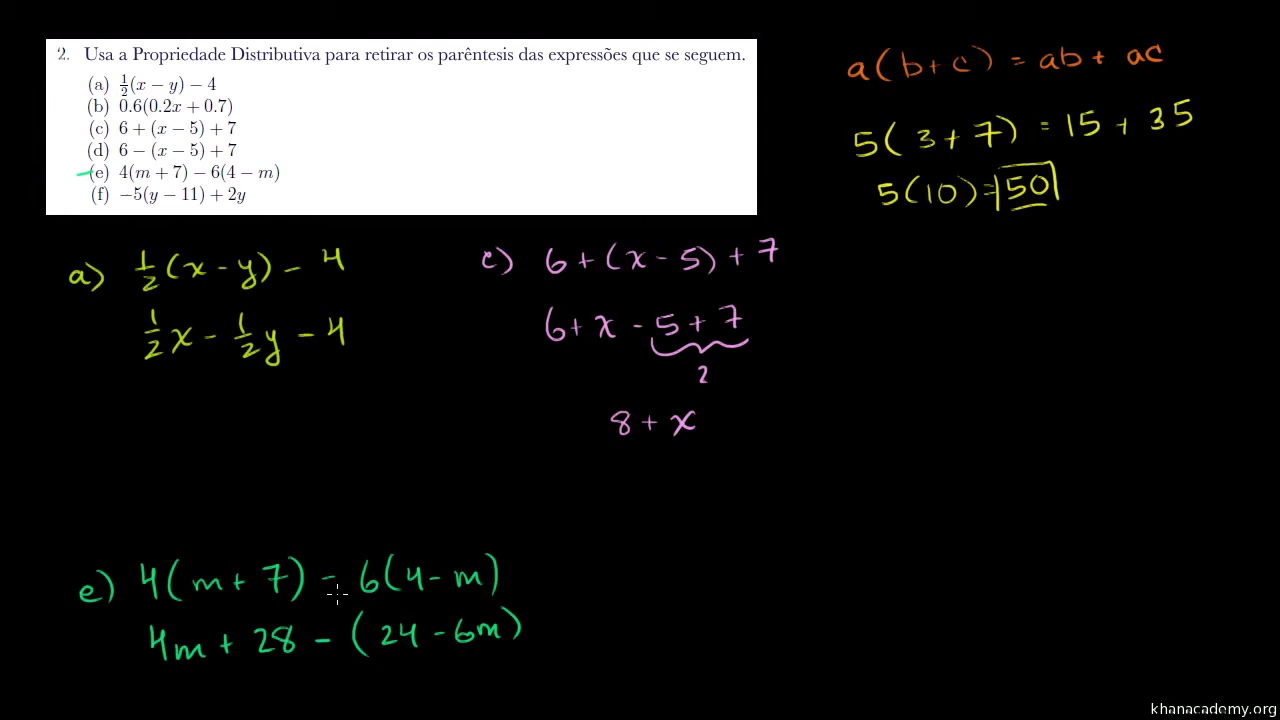 2. Usa a Propriedade Distributiva para retirar os parêntesis das expressões que se seguem.
(a) 1/2(x − y) − 4
(b) 0.6(0.2x + 0.7)
(c) 6 + (x − 5) + 7
(d) 6 − (x − 5) + 7
(e) 4(m + 7) − 6(4 − m)
(f) −5(y − 11) + 2y
a(b+c) = ab + ac
5(3+7) = 15 + 35
5(10) = 50
a) 1/2(x − y) − 4
1/2x − 1/2y − 4
c) 6 + (x − 5) + 7
6 + x − 5 + 7
2
8 + x
e) 4(m + 7) − 6(4 − m)
4m + 28 − (24 − 6m)
khanacademy.org